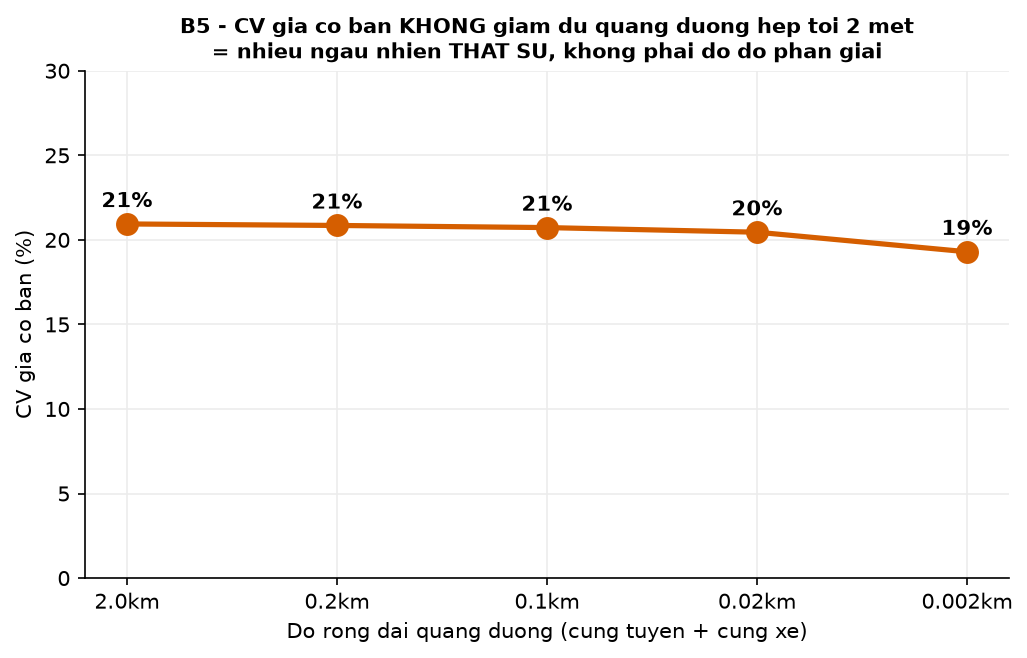 B5 - CV gia co ban KHONG giam du quang duong hep toi 2 met
= nhieu ngau nhien THAT SU, khong phai do do phan giai
30
25
20
15
10
5
0
CV gia co ban (%)
21%
21%
21%
20%
19%
2.0km
0.2km
0.1km
0.02km
0.002km
Do rong dai quang duong (cung tuyen + cung xe)